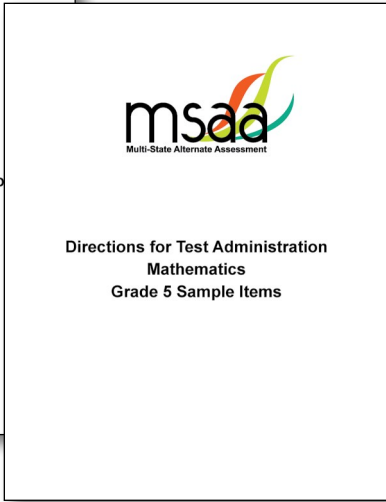 msaa
Multi-State Alternate Assessment
Directions for Test Administration
Mathematics
Grade 5 Sample Items